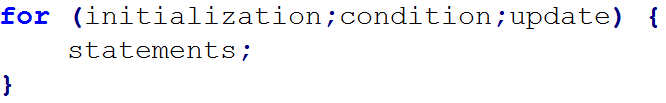 for (initialization;condition;update) {
    statements;
}